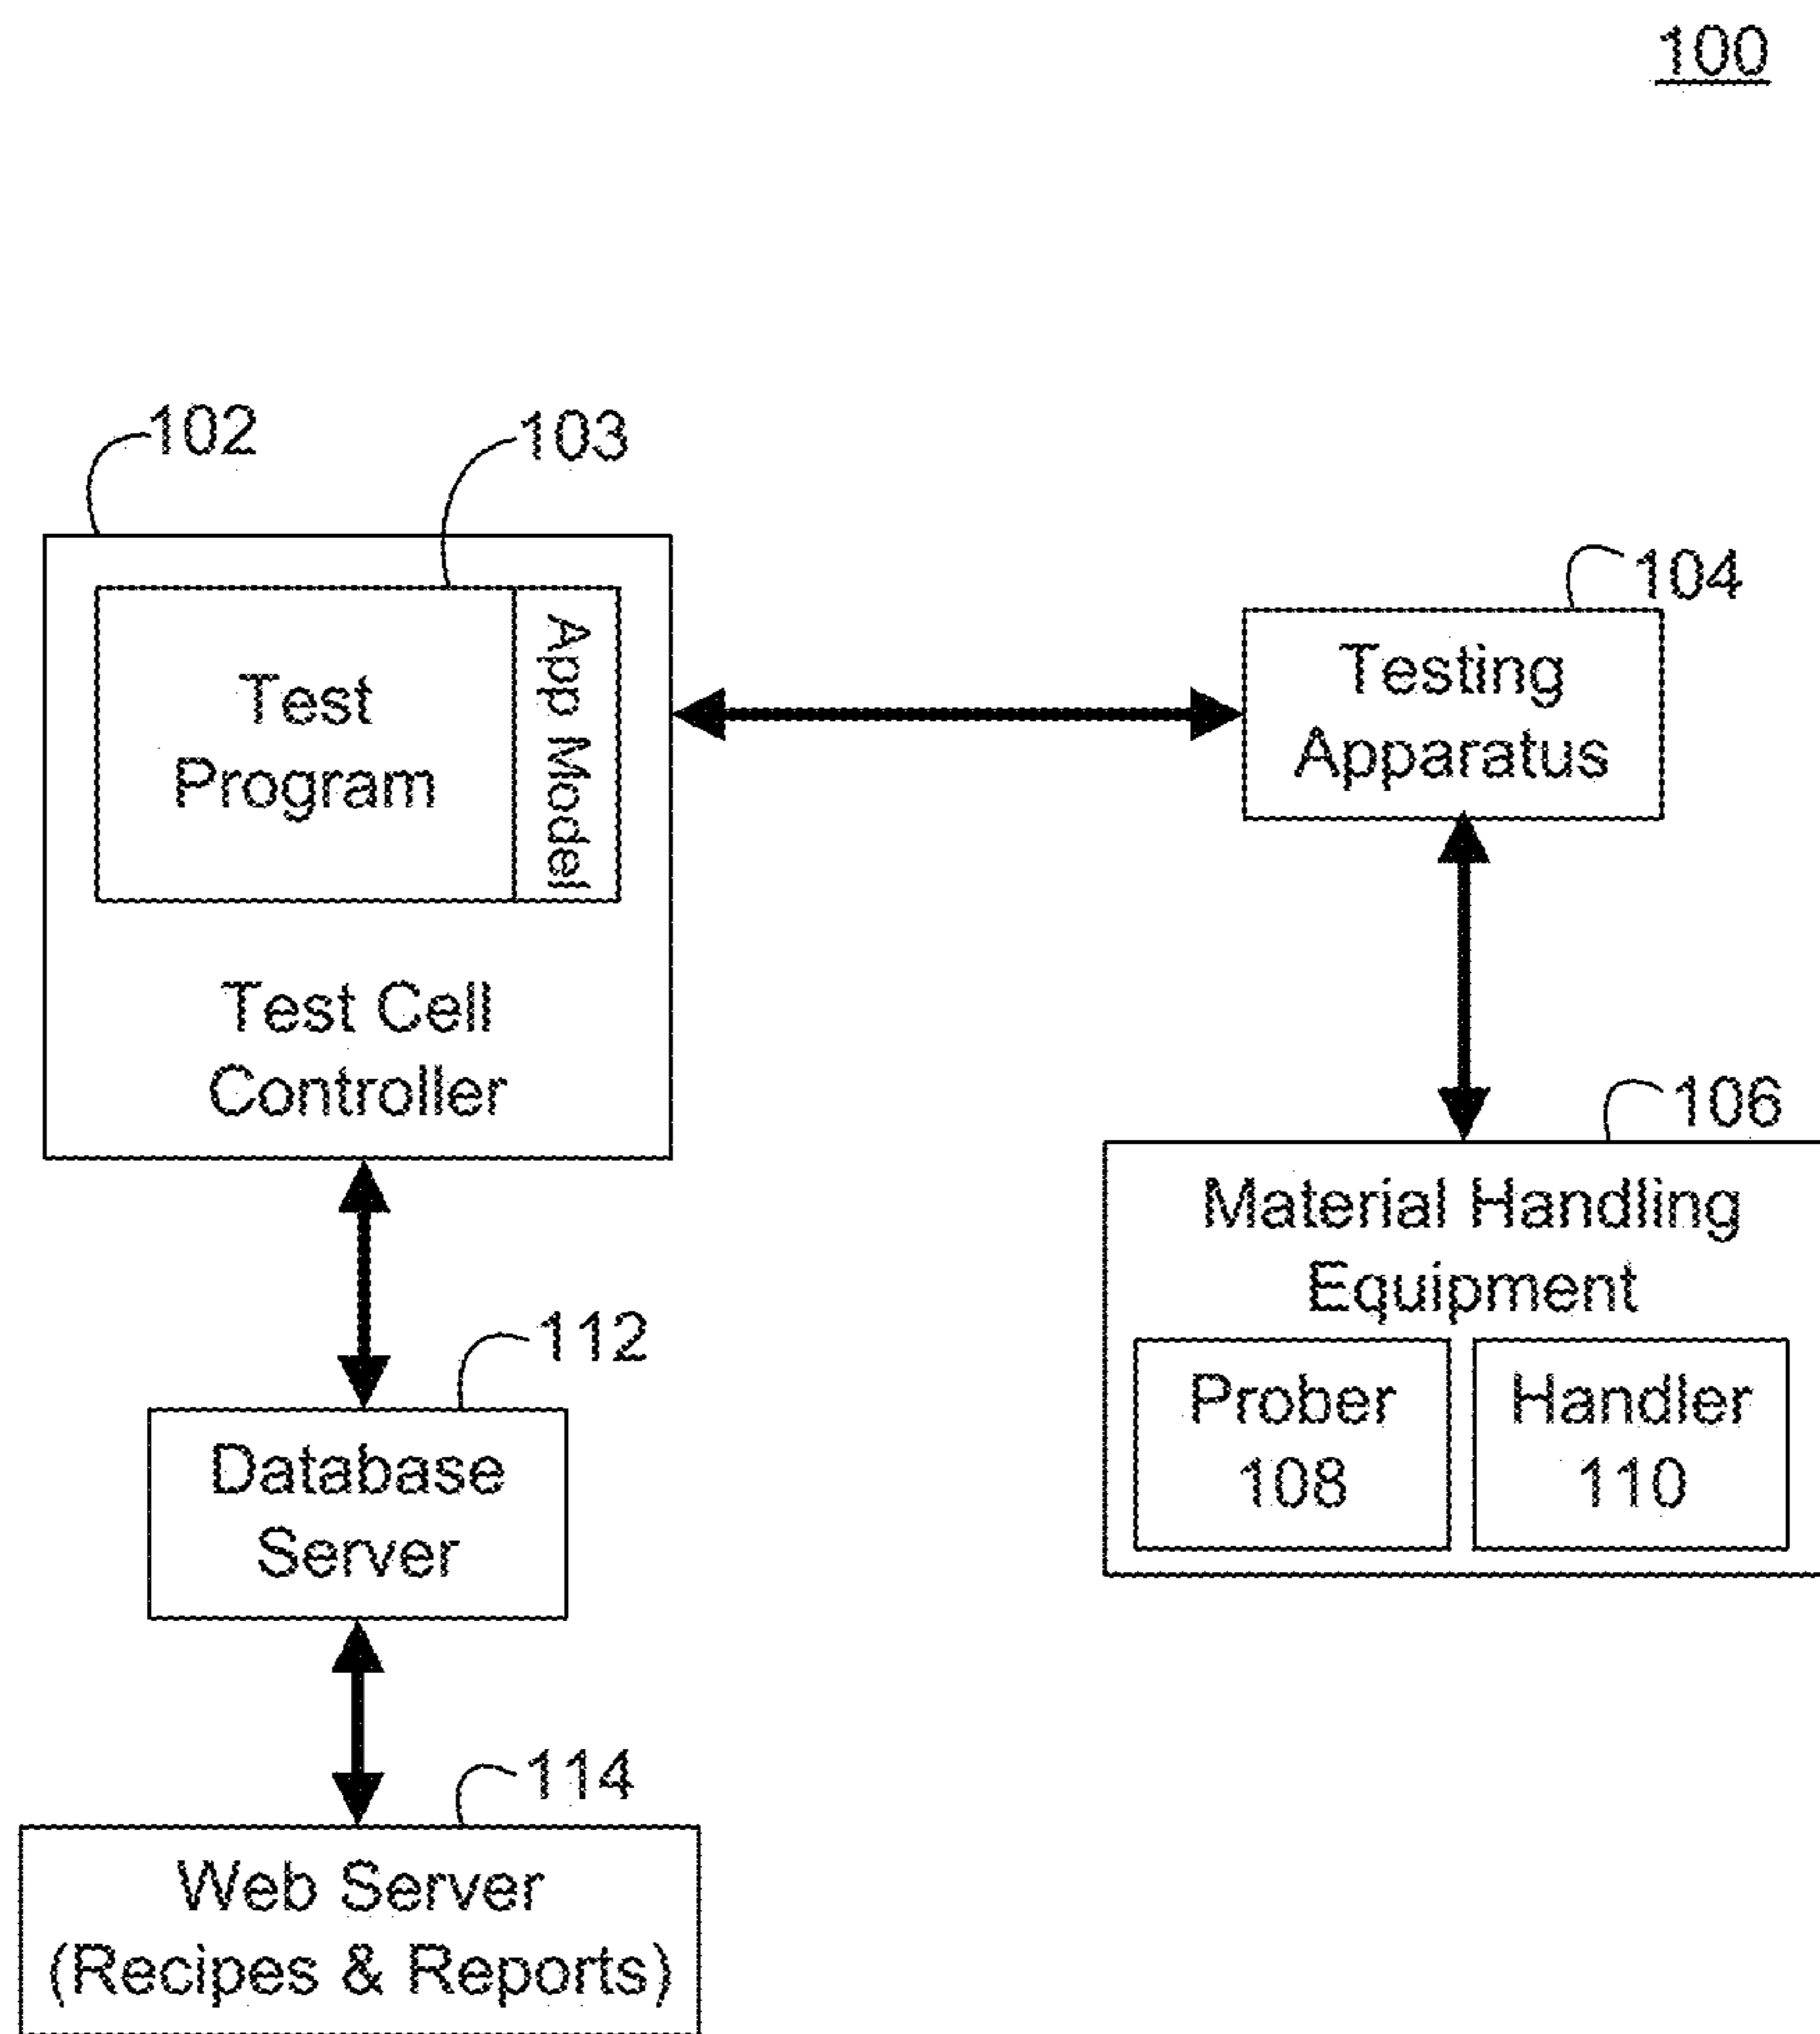 100
102
103
Test
Program
App Model
Test Cell
Controller
104
Testing
Apparatus
106
Material Handling
Equipment
Prober
108
Handler
110
112
Database
Server
114
Web Server
(Recipes & Reports)